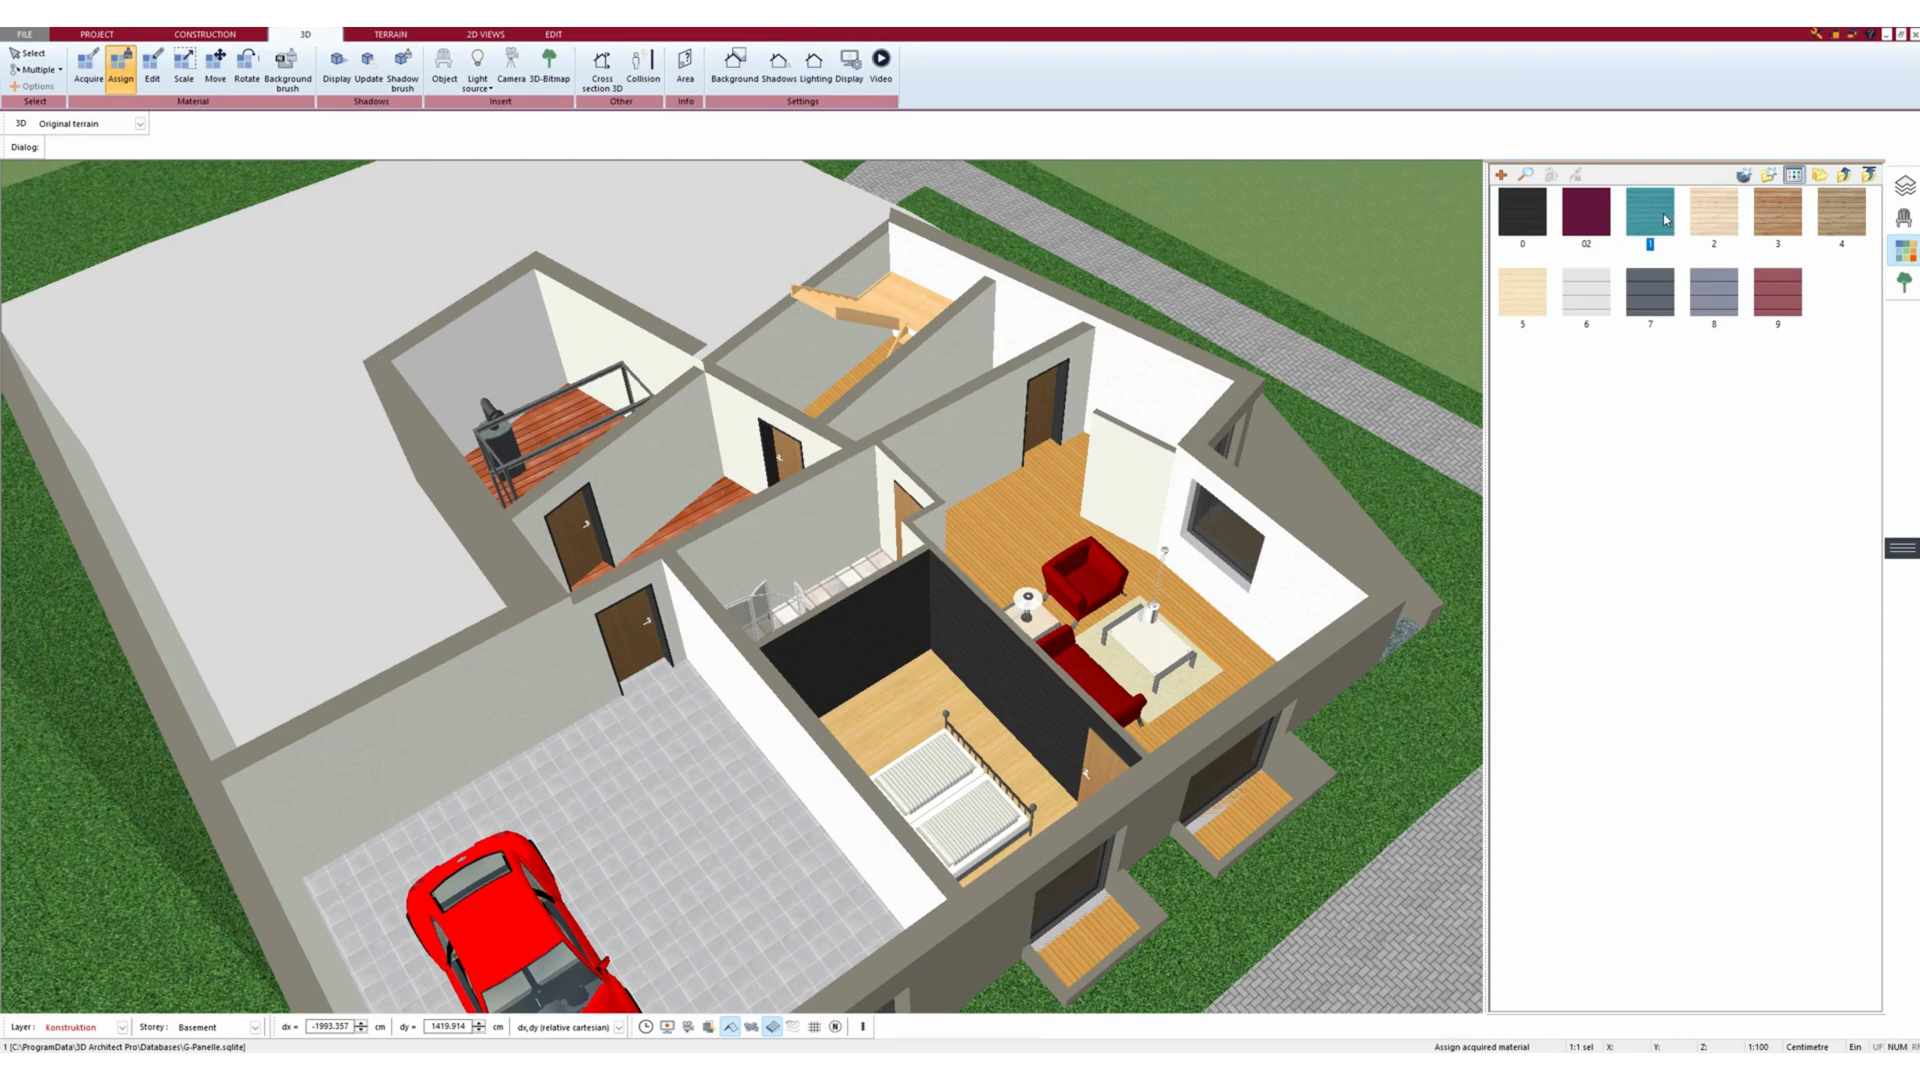 FILE PROJECT CONSTRUCTION 3D TERRAIN 2D VIEWS EDIT
Select
Multiple
Options
Acquire Assign Edit Scale Move Rotate Background brush
Display Update Shadow brush
Object Light source Camera 3D-Bitmap
Cross section 3D Collision
Area
Background Shadows Lighting Display Video
Select Material Shadows Insert Other Info Settings
3D Original terrain
Dialog:
0 02 1 2 3 4
5 6 7 8 9
Layer: Konstruktion Storey: Basement dx = -1993.357 cm dy = 1419.914 cm dx,dy (relative cartesian)
1 [C:\ProgramData\3D Architect Pro\Databases\G-Panelle.sqlite] Assign acquired material 1:1 sel X: Y: Z: 1:100 Centimetre Ein UF NUM